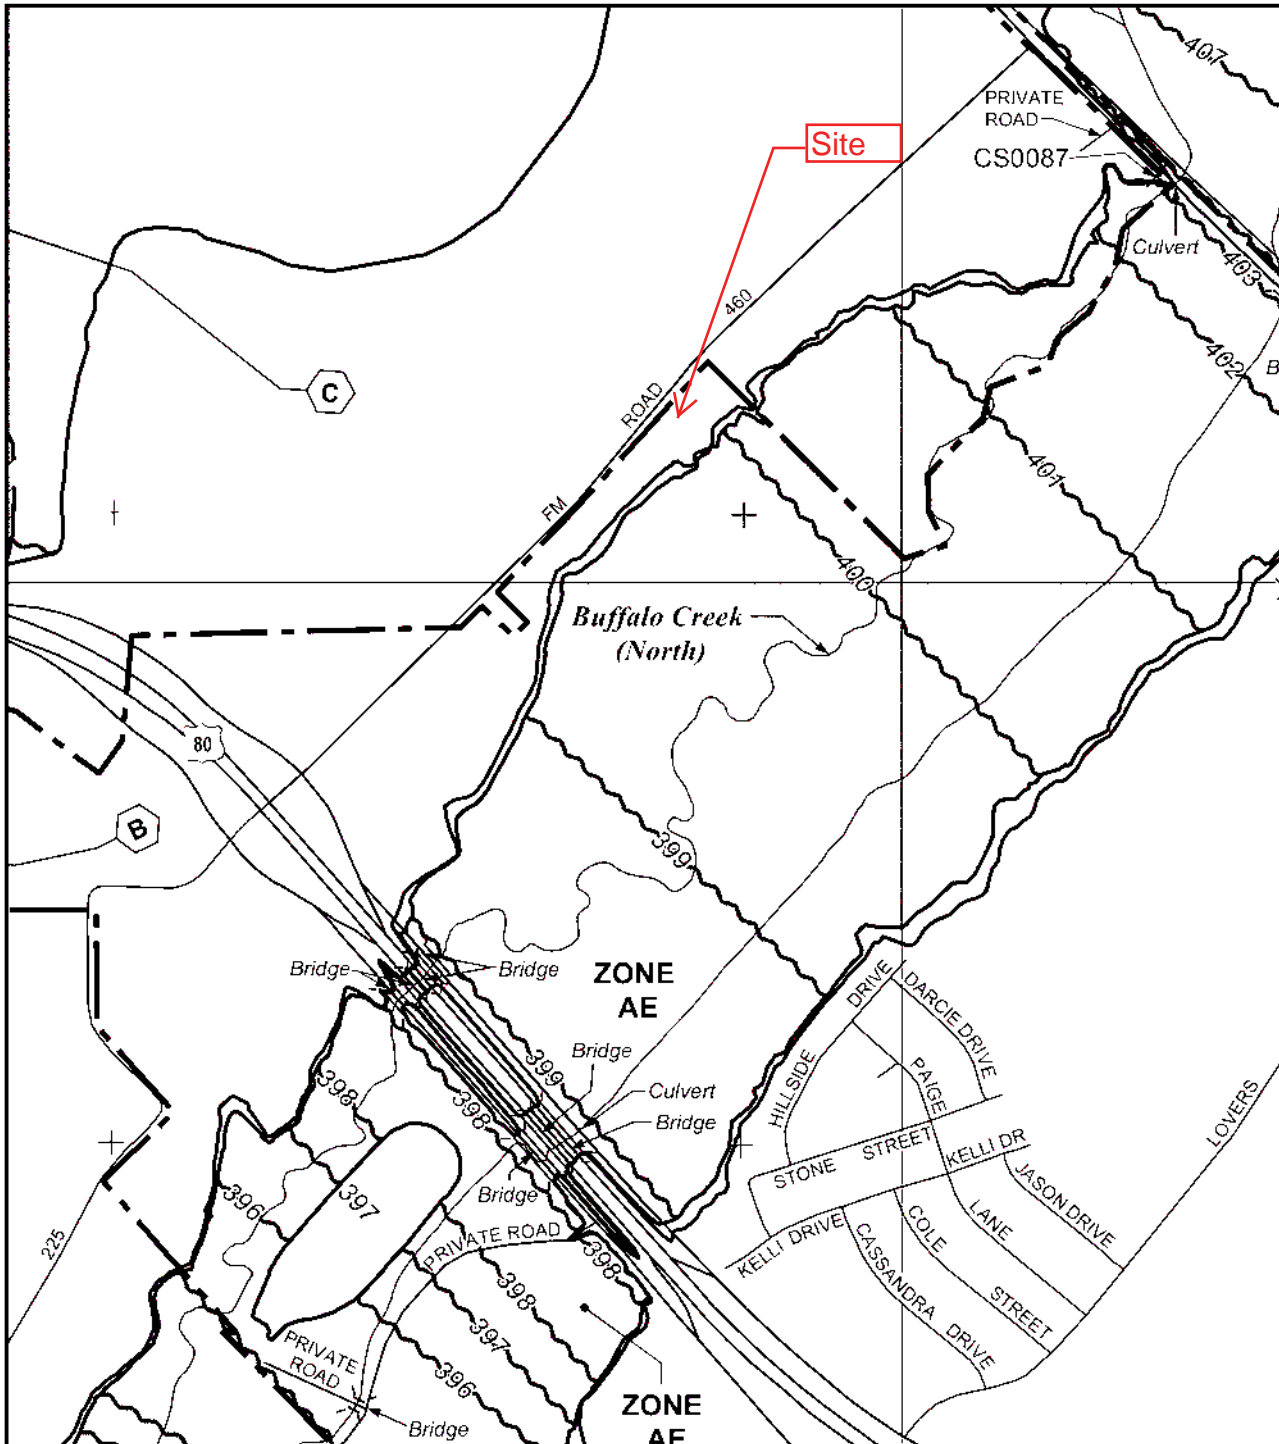 407
PRIVATE
ROAD
Site
CS0087
Culvert
403
460
402
B
C
ROAD
401
FM
400
Buffalo Creek
(North)
80
B
399
Bridge
Bridge
ZONE
AE
DRIVE
DARCIE DRIVE
HILLSIDE
PAIGE
399
Bridge
Culvert
Bridge
398
398
LOVERS
STONE STREET
KELLI DR
JASON DRIVE
Bridge
396
397
LANE
COLE
STREET
KELLI DRIVE
CASSANDRA DRIVE
225
PRIVATE ROAD
398
398
397
396
PRIVATE
ROAD
Bridge
ZONE
AE